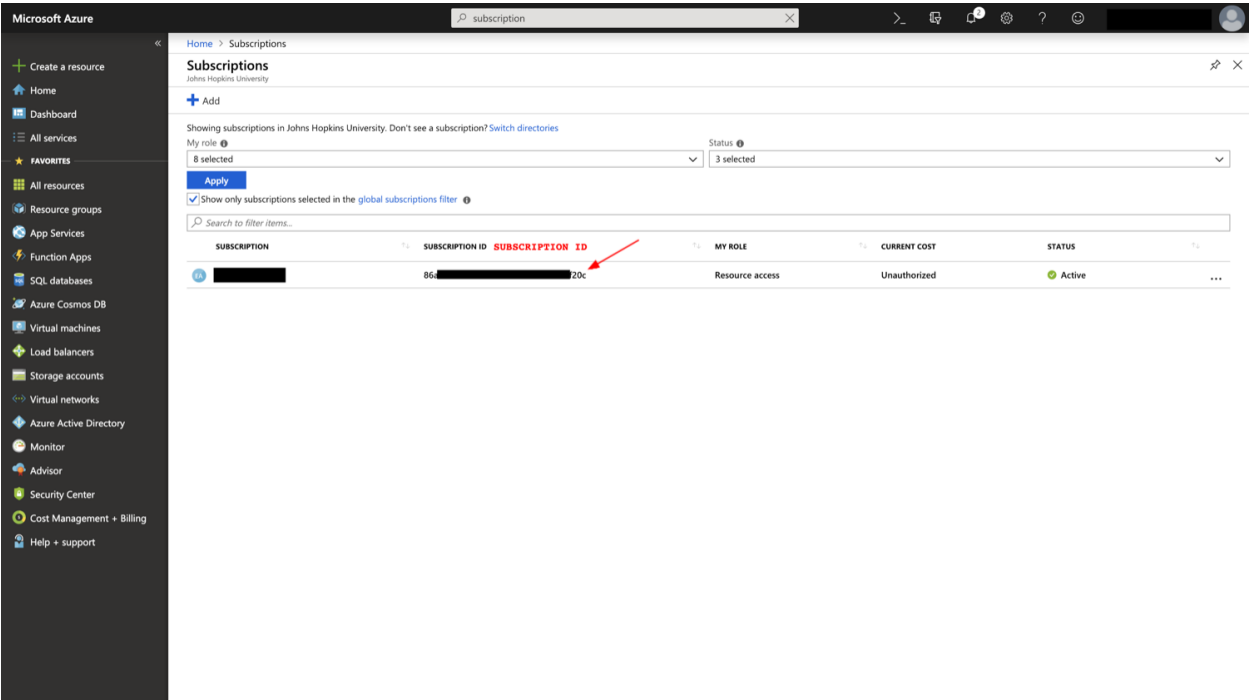 Microsoft Azure
subscription
2
Create a resource
Home
Dashboard
All services
FAVORITES
All resources
Resource groups
App Services
Function Apps
SQL databases
Azure Cosmos DB
Virtual machines
Load balancers
Storage accounts
Virtual networks
Azure Active Directory
Monitor
Advisor
Security Center
Cost Management + Billing
Help + support
Home > Subscriptions
Subscriptions
Johns Hopkins University
Add
Showing subscriptions in Johns Hopkins University. Don't see a subscription? Switch directories
My role Status
8 selected 3 selected
Apply
Show only subscriptions selected in the global subscriptions filter
Search to filter items...
SUBSCRIPTION SUBSCRIPTION ID SUBSCRIPTION ID MY ROLE CURRENT COST STATUS
EA 86a 20c Resource access Unauthorized Active ...